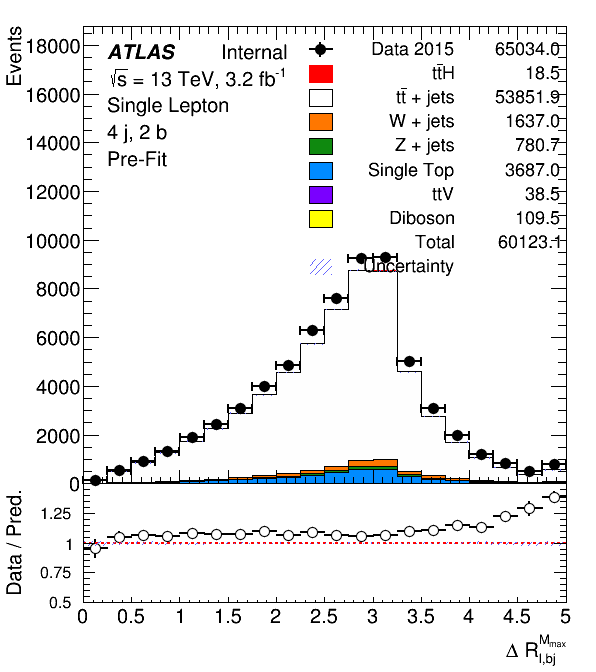 Events
18000
16000
14000
12000
10000
8000
6000
4000
2000
0
ATLAS Internal
√s = 13 TeV, 3.2 fb⁻¹
Single Lepton
4 j, 2 b
Pre-Fit
Data 2015 65034.0
tt̄H 18.5
tt̄ + jets 53851.9
W + jets 1637.0
Z + jets 780.7
Single Top 3687.0
ttV 38.5
Diboson 109.5
Total 60123.1
Uncertainty
Data / Pred.
1.25
1
0.75
0.5
0 0.5 1 1.5 2 2.5 3 3.5 4 4.5 5
Δ R_{l,bj}^{M_{max}}